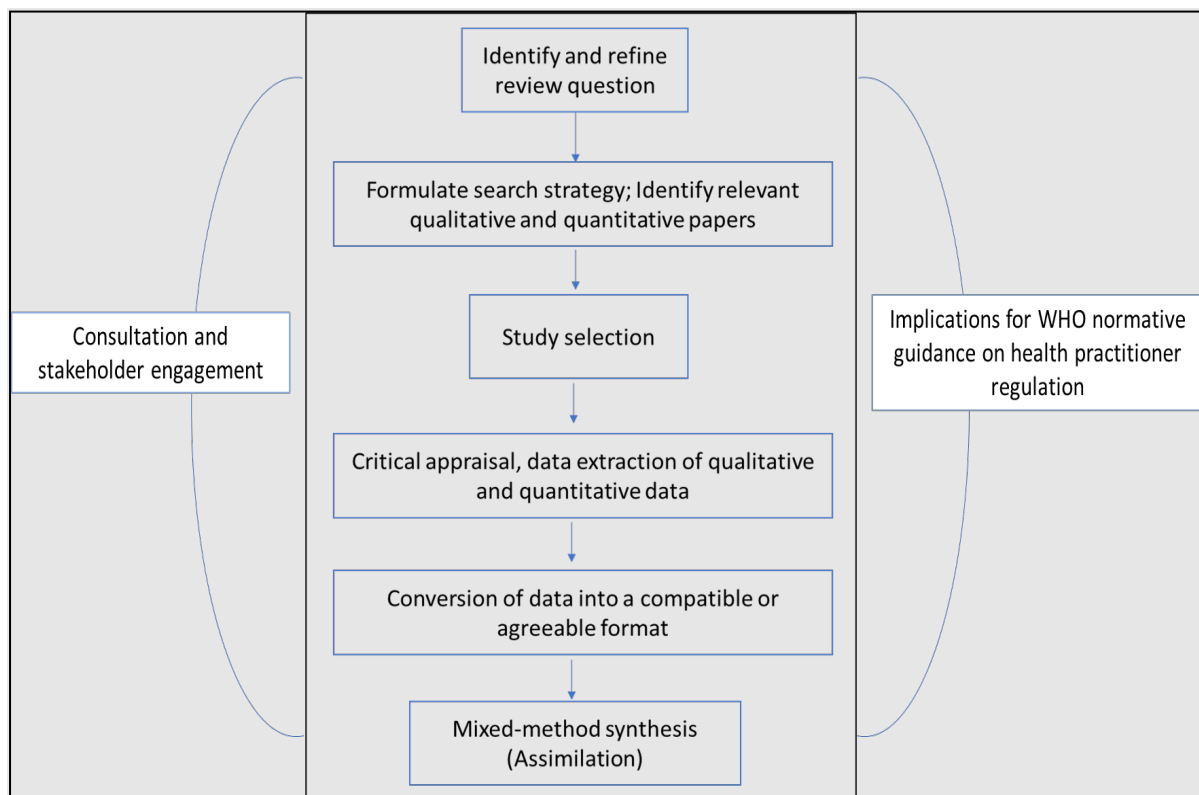 Identify and refine
review question
Formulate search strategy; Identify relevant
qualitative and quantitative papers
Study selection
Critical appraisal, data extraction of qualitative
and quantitative data
Conversion of data into a compatible or
agreeable format
Mixed-method synthesis
(Assimilation)
Consultation and
stakeholder engagement
Implications for WHO normative
guidance on health practitioner
regulation